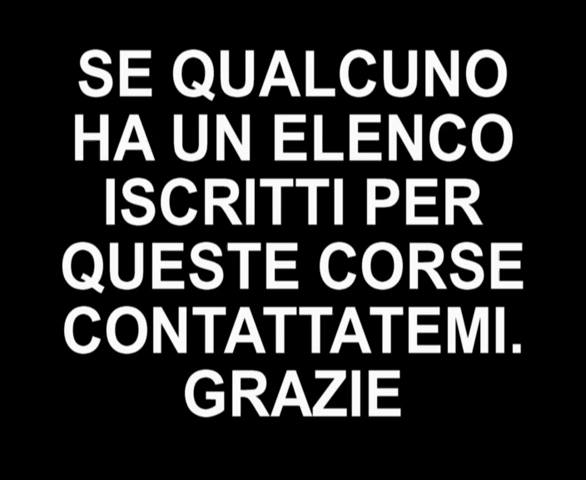 SE QUALCUNO
HA UN ELENCO
ISCRITTI PER
QUESTE CORSE
CONTATTATEMI.
GRAZIE